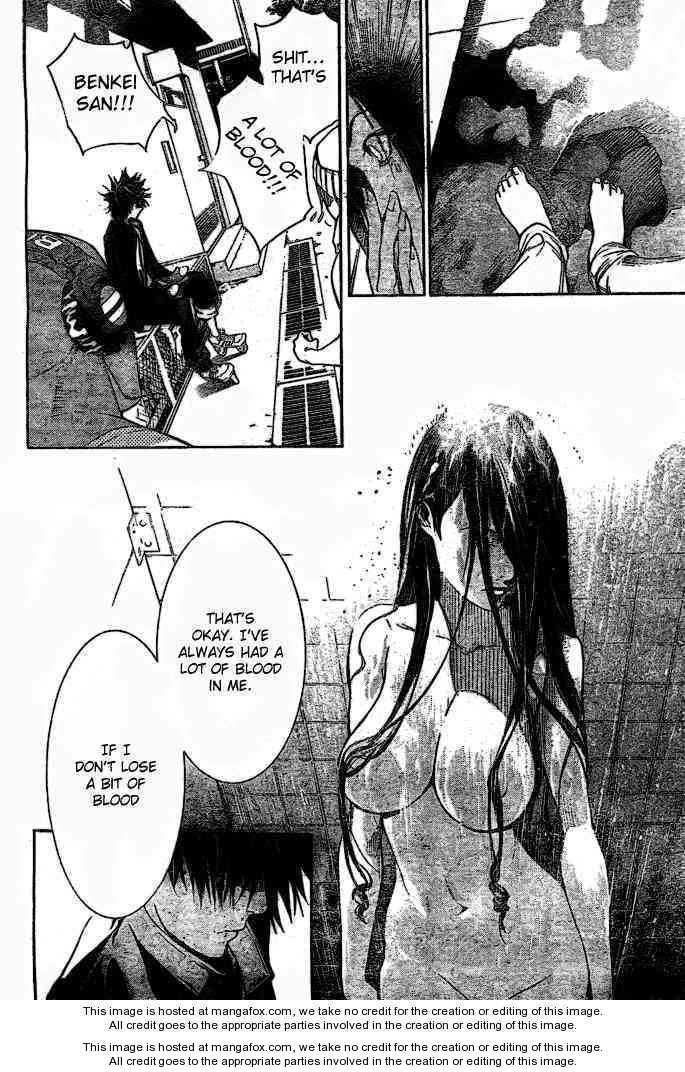 SHIT...
THAT'S
A LOT OF
BLOOD!!!
BENKEI
SAN!!!
THAT'S
OKAY. I'VE
ALWAYS HAD A
LOT OF BLOOD
IN ME.
IF I
DON'T LOSE
A BIT OF
BLOOD
This image is hosted at mangafox.com, we take no credit for the creation or editing of this image.
All credit goes to the appropriate parties involved in the creation or editing of this image.
This image is hosted at mangafox.com, we take no credit for the creation or editing of this image.
All credit goes to the appropriate parties involved in the creation or editing of this image.